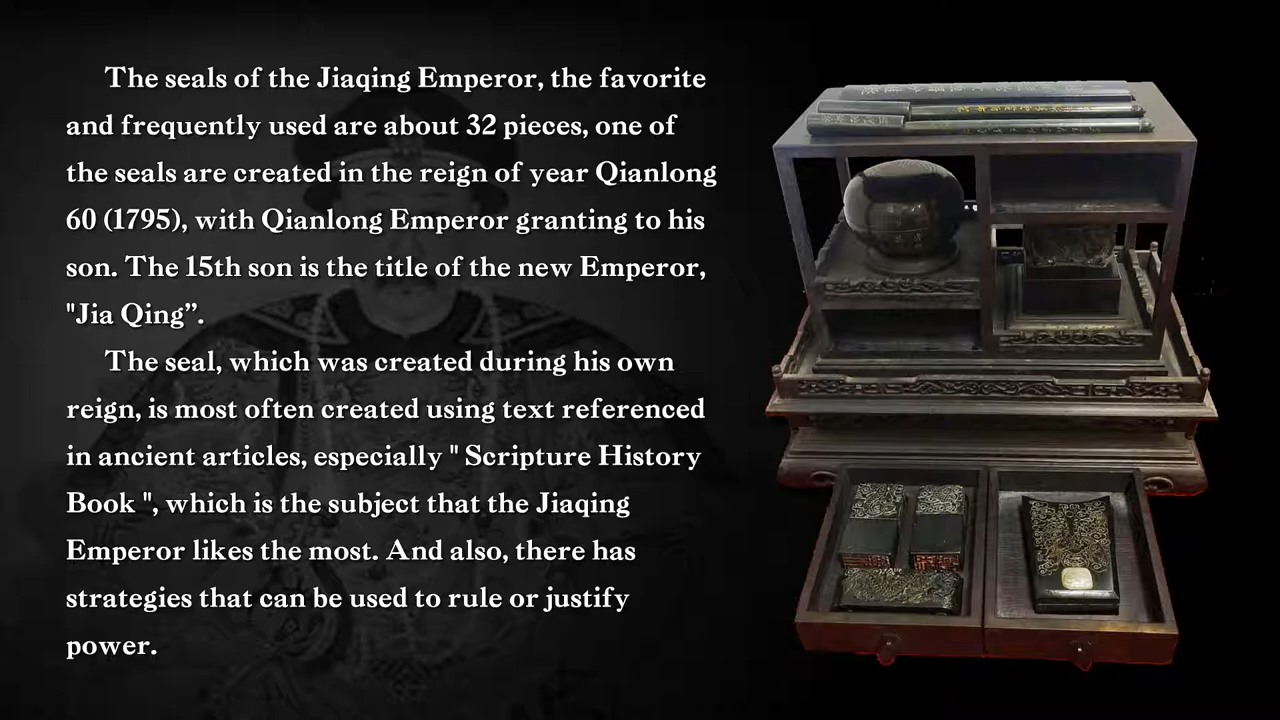 The seals of the Jiaqing Emperor, the favorite
and frequently used are about 32 pieces, one of
the seals are created in the reign of year Qianlong
60 (1795), with Qianlong Emperor granting to his
son. The 15th son is the title of the new Emperor,
"Jia Qing”.
The seal, which was created during his own
reign, is most often created using text referenced
in ancient articles, especially " Scripture History
Book ", which is the subject that the Jiaqing
Emperor likes the most. And also, there has
strategies that can be used to rule or justify
power.